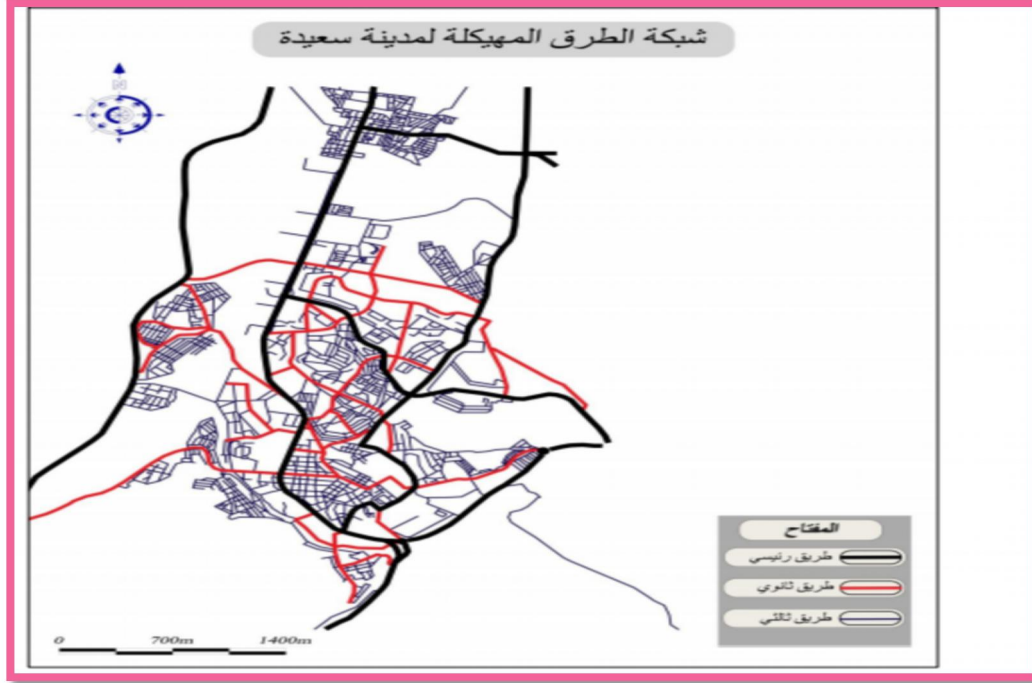 شبكة الطرق المهيكلة لمدينة سعيدة
N
المفتاح
طريق رئيسي
طريق ثانوي
طريق ثالثي
0 700m 1400m